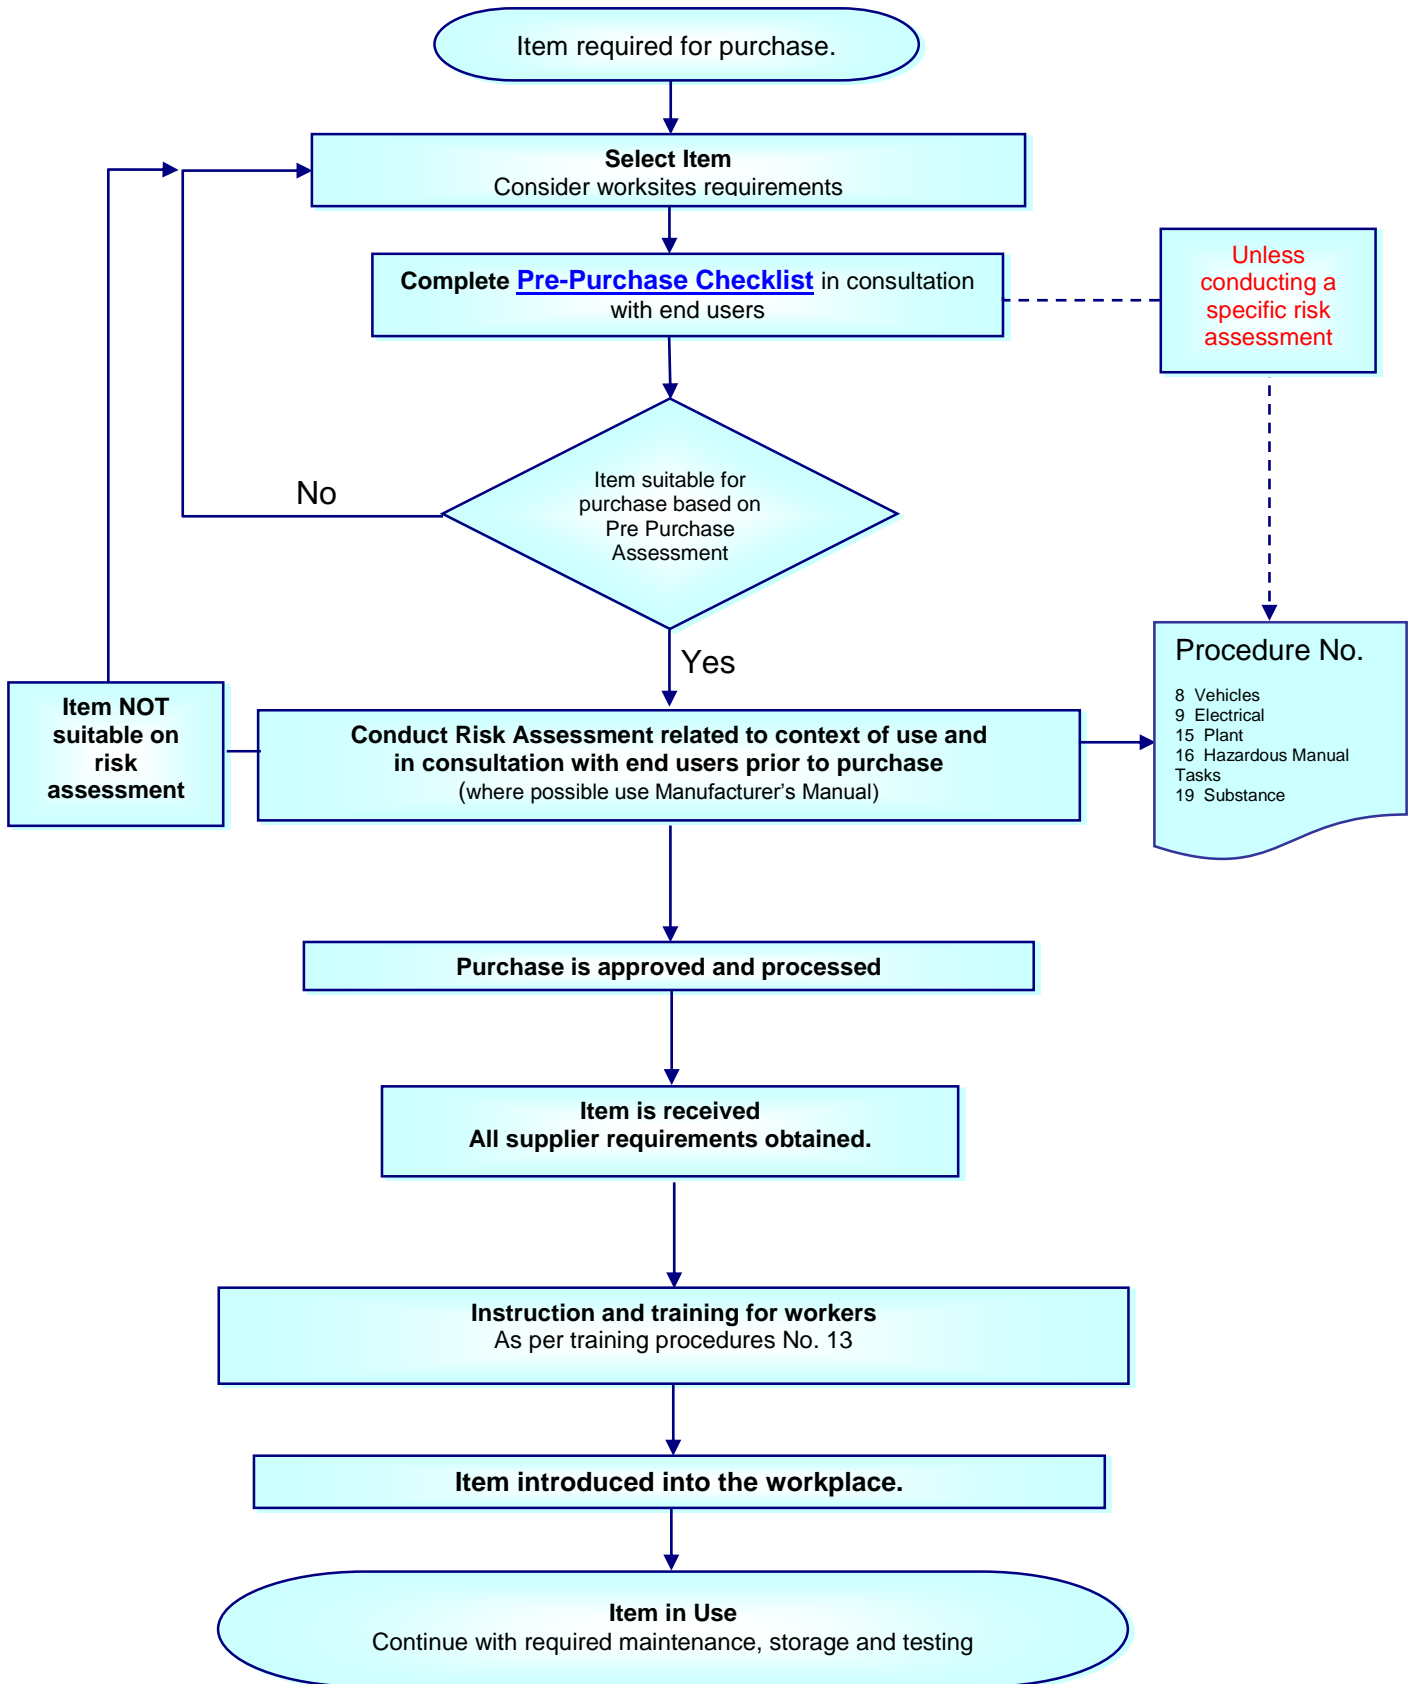 Item required for purchase.
Select Item
Consider worksites requirements
Complete Pre-Purchase Checklist in consultation
with end users
Unless
conducting a
specific risk
assessment
Item suitable for
purchase based on
Pre Purchase
Assessment
No
Yes
Procedure No.
8 Vehicles
9 Electrical
15 Plant
16 Hazardous Manual
Tasks
19 Substance
Item NOT
suitable on
risk
assessment
Conduct Risk Assessment related to context of use and
in consultation with end users prior to purchase
(where possible use Manufacturer’s Manual)
Purchase is approved and processed
Item is received
All supplier requirements obtained.
Instruction and training for workers
As per training procedures No. 13
Item introduced into the workplace.
Item in Use
Continue with required maintenance, storage and testing